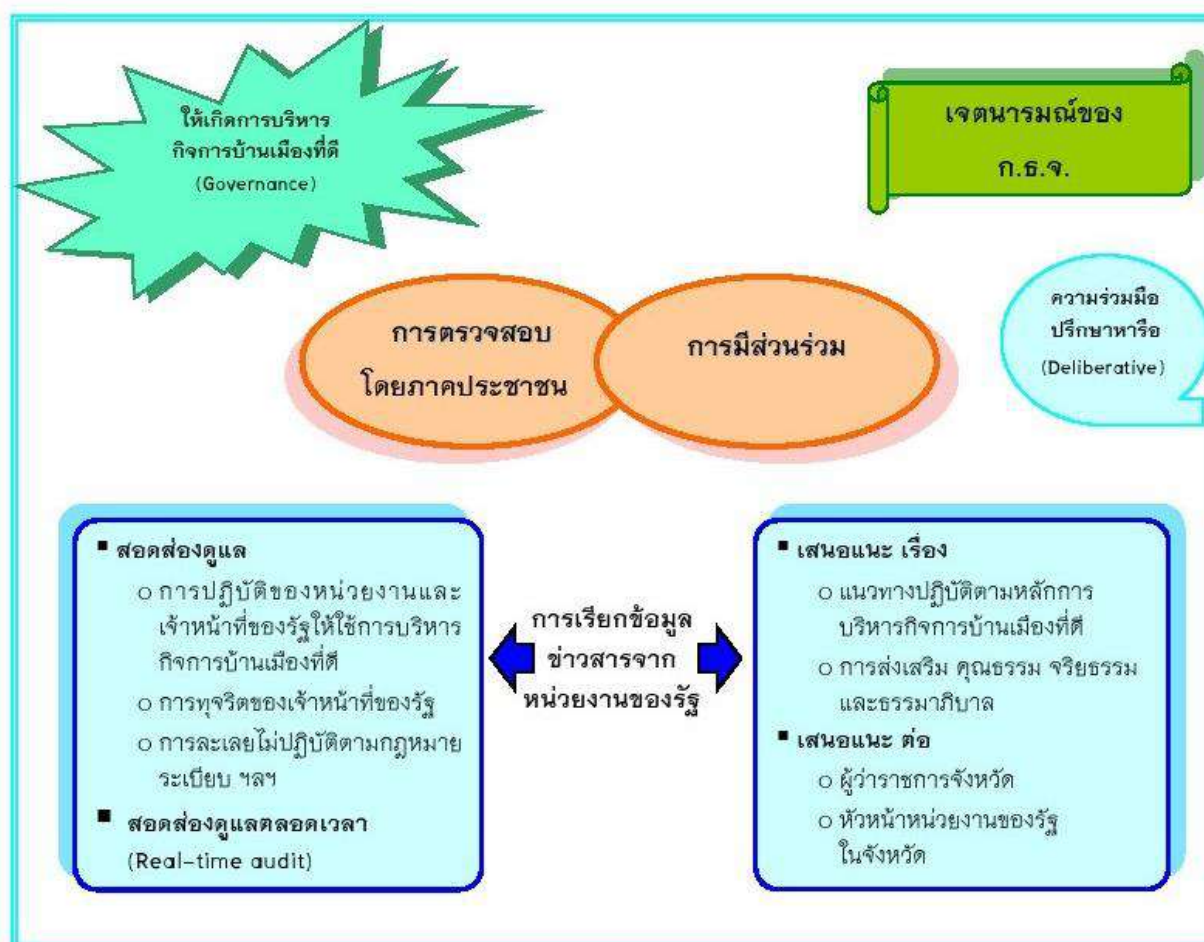 ให้เกิดการบริหาร
กิจการบ้านเมืองที่ดี
(Governance)
เจตนารมณ์ของ
ก.ธ.จ.
การตรวจสอบ
โดยภาคประชาชน
การมีส่วนร่วม
ความร่วมมือ
ปรึกษาหารือ
(Deliberative)
▪ สอดส่องดูแล
o การปฏิบัติของหน่วยงานและ
เจ้าหน้าที่ของรัฐให้ใช้การบริหาร
กิจการบ้านเมืองที่ดี
o การทุจริตของเจ้าหน้าที่ของรัฐ
o การละเลยไม่ปฏิบัติตามกฎหมาย
ระเบียบ ฯลฯ
▪ สอดส่องดูแลตลอดเวลา
(Real-time audit)
การเรียกข้อมูล
ข่าวสารจาก
หน่วยงานของรัฐ
▪ เสนอแนะ เรื่อง
o แนวทางปฏิบัติตามหลักการ
บริหารกิจการบ้านเมืองที่ดี
o การส่งเสริม คุณธรรม จริยธรรม
และธรรมาภิบาล
▪ เสนอแนะ ต่อ
o ผู้ว่าราชการจังหวัด
o หัวหน้าหน่วยงานของรัฐ
ในจังหวัด